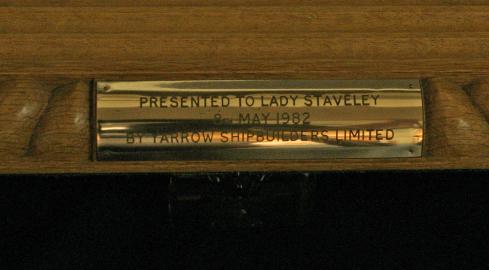 PRESENTED TO LADY STAVELEY
8TH MAY 1982
BY YARROW SHIPBUILDERS LIMITED